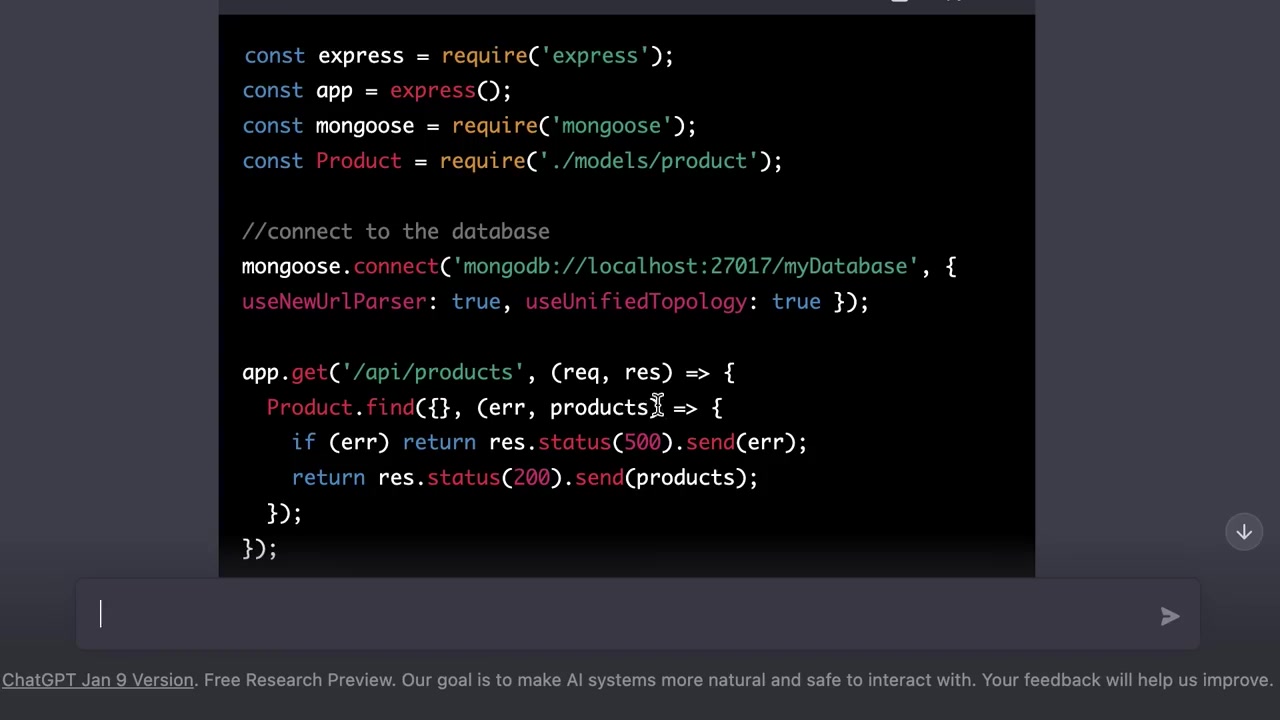 const express = require('express');
const app = express();
const mongoose = require('mongoose');
const Product = require('./models/product');
//connect to the database
mongoose.connect('mongodb://localhost:27017/myDatabase', {
useNewUrlParser: true, useUnifiedTopology: true });
app.get('/api/products', (req, res) => {
Product.find({}, (err, products) => {
if (err) return res.status(500).send(err);
return res.status(200).send(products);
});
});
ChatGPT Jan 9 Version. Free Research Preview. Our goal is to make AI systems more natural and safe to interact with. Your feedback will help us improve.